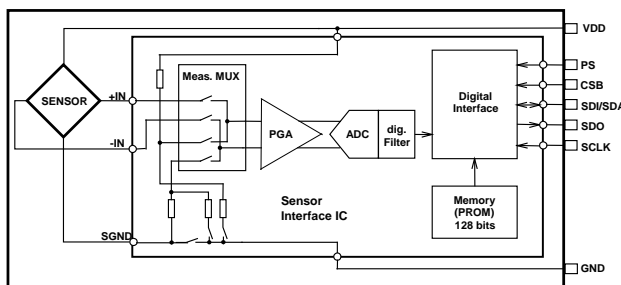 VDD
Meas. MUX
PS
SENSOR
+IN
CSB
Digital
Interface
SDI/SDA
PGA
ADC
dig.
Filter
SDO
-IN
SCLK
Sensor
Interface IC
Memory
(PROM)
128 bits
SGND
GND